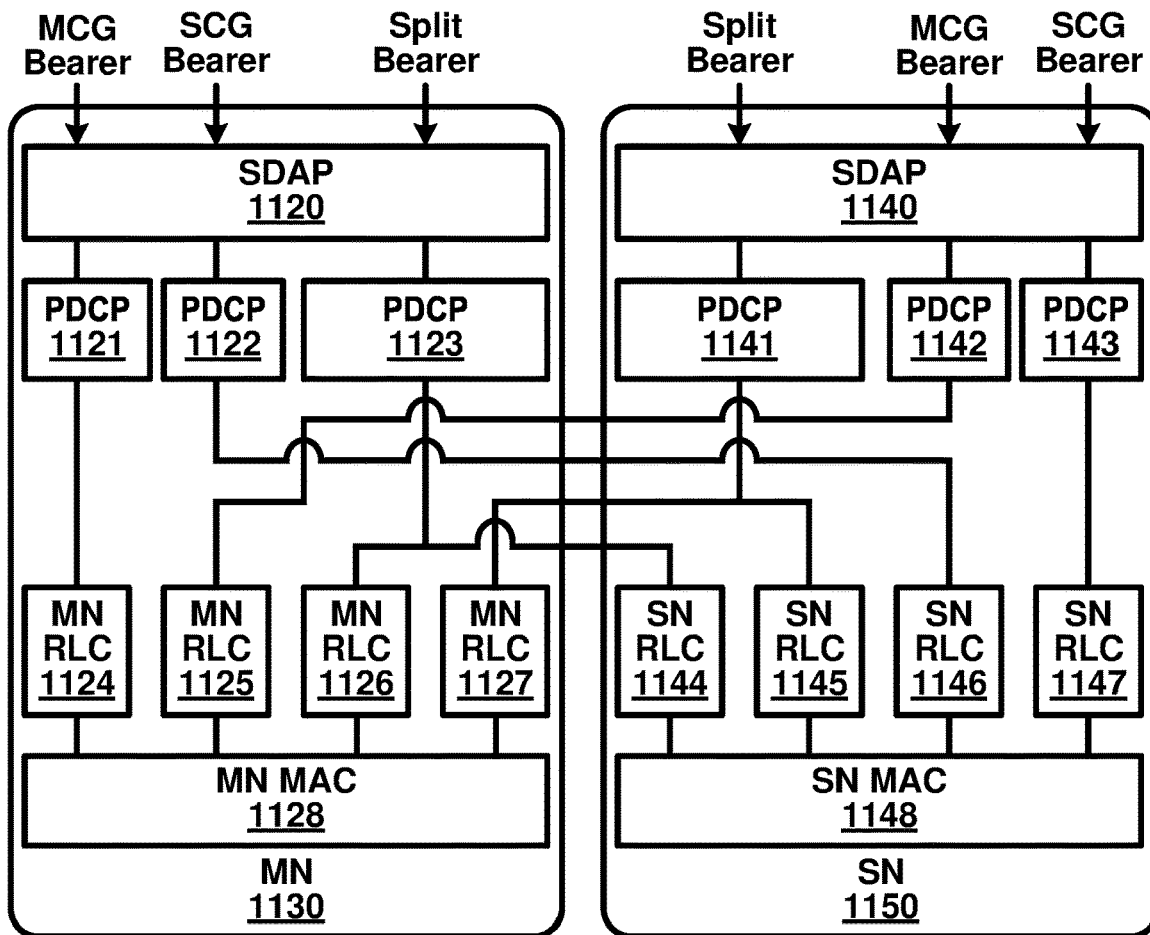 MCG
Bearer
SCG
Bearer
Split
Bearer
Split
Bearer
MCG
Bearer
SCG
Bearer
SDAP
1120
SDAP
1140
PDCP
1121
PDCP
1122
PDCP
1123
PDCP
1141
PDCP
1142
PDCP
1143
MN
RLC
1124
MN
RLC
1125
MN
RLC
1126
MN
RLC
1127
SN
RLC
1144
SN
RLC
1145
SN
RLC
1146
SN
RLC
1147
MN MAC
1128
SN MAC
1148
MN
1130
SN
1150